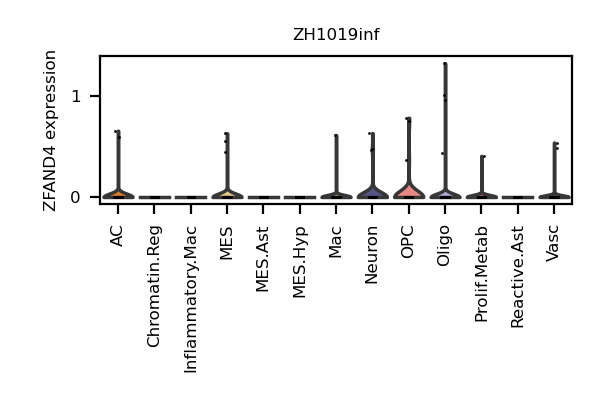 ZH1019inf
ZFAND4 expression
1
0
AC
Chromatin.Reg
Inflammatory.Mac
MES
MES.Ast
MES.Hyp
Mac
Neuron
OPC
Oligo
Prolif.Metab
Reactive.Ast
Vasc